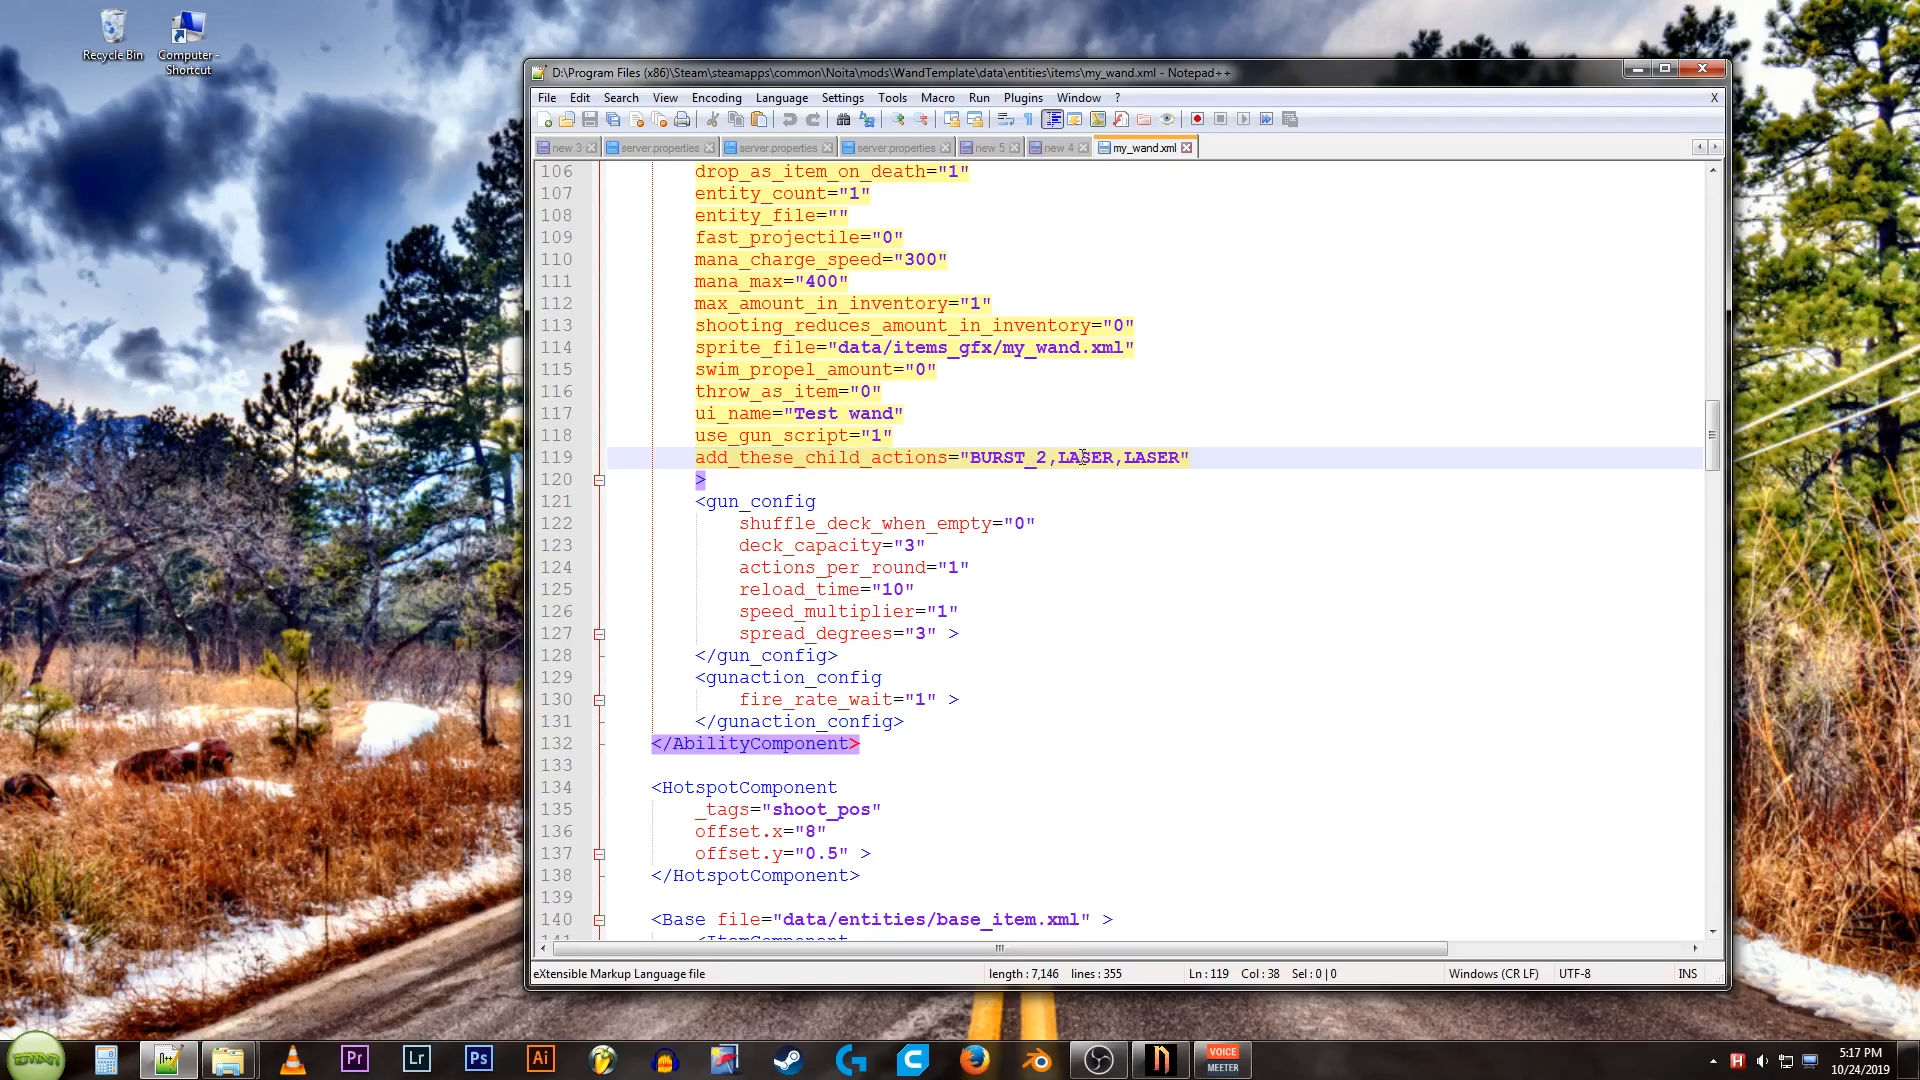 Recycle Bin
Computer - Shortcut
D:\Program Files (x86)\Steam\steamapps\common\Noita\mods\WandTemplate\data\entities\items\my_wand.xml - Notepad++
File Edit Search View Encoding Language Settings Tools Macro Run Plugins Window ? X
new 3 server.properties server.properties server.properties new 5 new 4 my_wand.xml
106 drop_as_item_on_death="1"
107 entity_count="1"
108 entity_file=""
109 fast_projectile="0"
110 mana_charge_speed="300"
111 mana_max="400"
112 max_amount_in_inventory="1"
113 shooting_reduces_amount_in_inventory="0"
114 sprite_file="data/items_gfx/my_wand.xml"
115 swim_propel_amount="0"
116 throw_as_item="0"
117 ui_name="Test wand"
118 use_gun_script="1"
119 add_these_child_actions="BURST_2,LASER,LASER"
120 >
121 <gun_config
122 shuffle_deck_when_empty="0"
123 deck_capacity="3"
124 actions_per_round="1"
125 reload_time="10"
126 speed_multiplier="1"
127 spread_degrees="3" >
128 </gun_config>
129 <gunaction_config
130 fire_rate_wait="1" >
131 </gunaction_config>
132 </AbilityComponent>
133
134 <HotspotComponent
135 _tags="shoot_pos"
136 offset.x="8"
137 offset.y="0.5" >
138 </HotspotComponent>
139
140 <Base file="data/entities/base_item.xml" >
141 <ItemComponent
eXtensible Markup Language file length : 7,146 lines : 355 Ln : 119 Col : 38 Sel : 0 | 0 Windows (CR LF) UTF-8 INS
Pr Lr Ps Ai
VOICE
MEETER
5:17 PM
10/24/2019